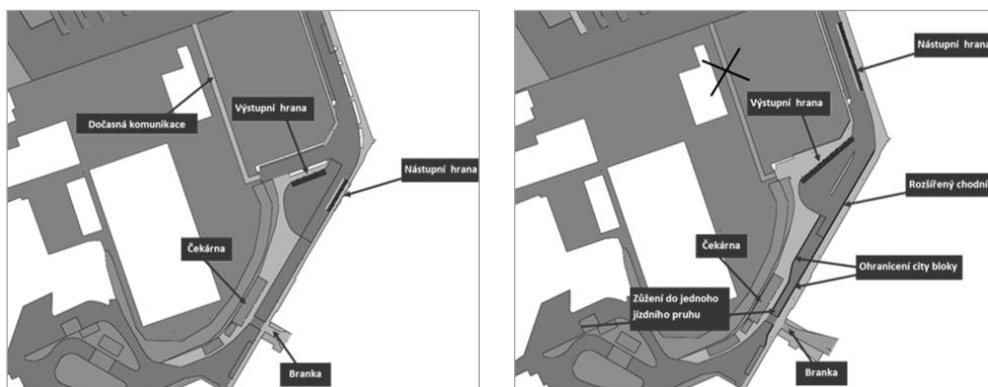 Výstupní hrana
Dočasná komunikace
Nástupní hrana
Čekárna
Branka
Nástupní hrana
Výstupní hrana
Rozšířený chodní
Čekárna
Ohranicení city bloky
Zúžení do jednoho
jízdního pruhu
Branka